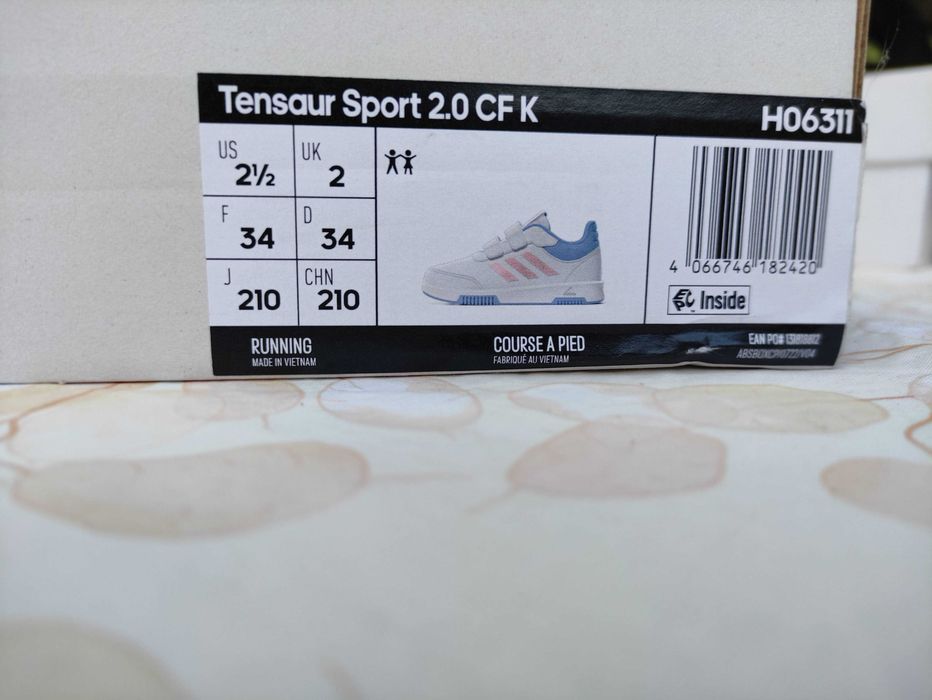 Tensaur Sport 2.0 CF K
H06311
US 2½
UK 2
F 34
D 34
J 210
CHN 210
4 066746 182420
EPC Inside
RUNNING
MADE IN VIETNAM
COURSE A PIED
FABRIQUÉ AU VIETNAM
EAN PO#